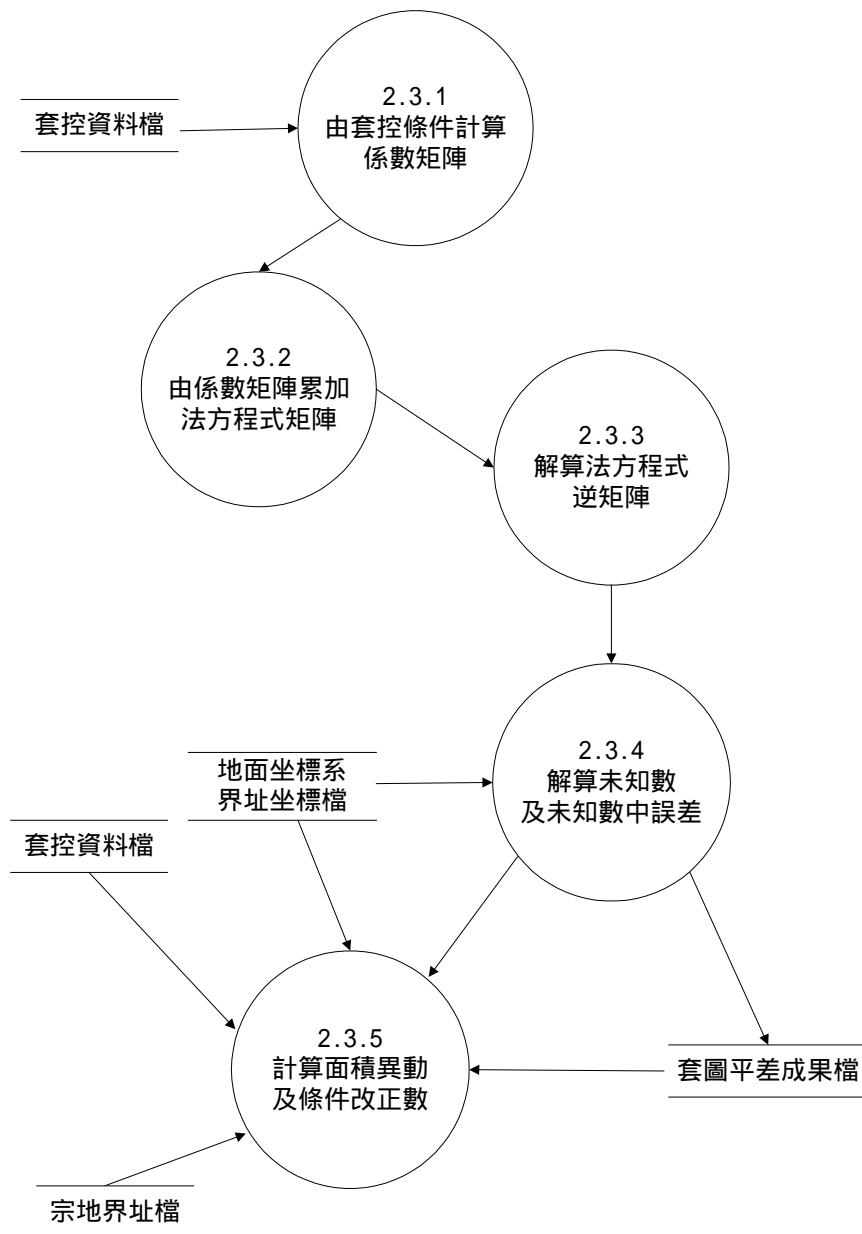 2.3.1
由套控條件計算
係數矩陣
套控資料檔
2.3.2
由係數矩陣累加
法方程式矩陣
2.3.3
解算法方程式
逆矩陣
2.3.4
解算未知數
及未知數中誤差
地面坐標系
界址坐標檔
套控資料檔
2.3.5
計算面積異動
及條件改正數
套圖平差成果檔
宗地界址檔